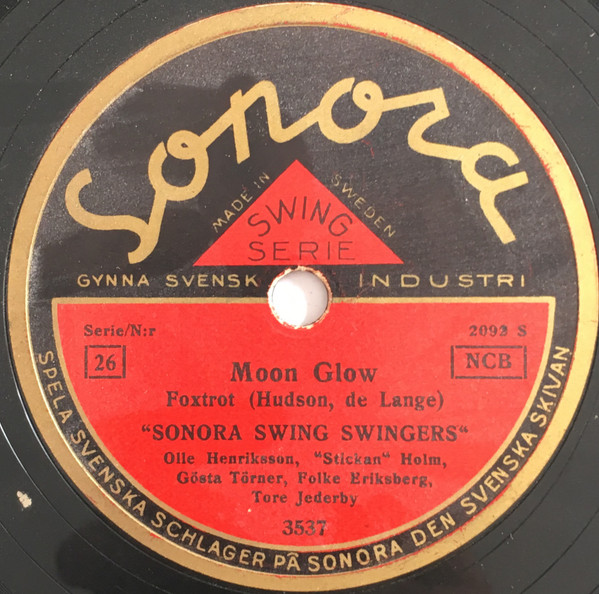 Sonora
MADE IN SWEDEN
SWING
SERIE
GYNNA SVENSK INDUSTRI
Serie/N:r 2092 S
26 NCB
Moon Glow
Foxtrot (Hudson, de Lange)
"SONORA SWING SWINGERS"
Olle Henriksson, "Stickan" Holm,
Gösta Törner, Folke Eriksberg,
Tore Jederby
3537
SPELA SVENSKA SCHLAGER PÅ SONORA DEN SVENSKA SKIVAN